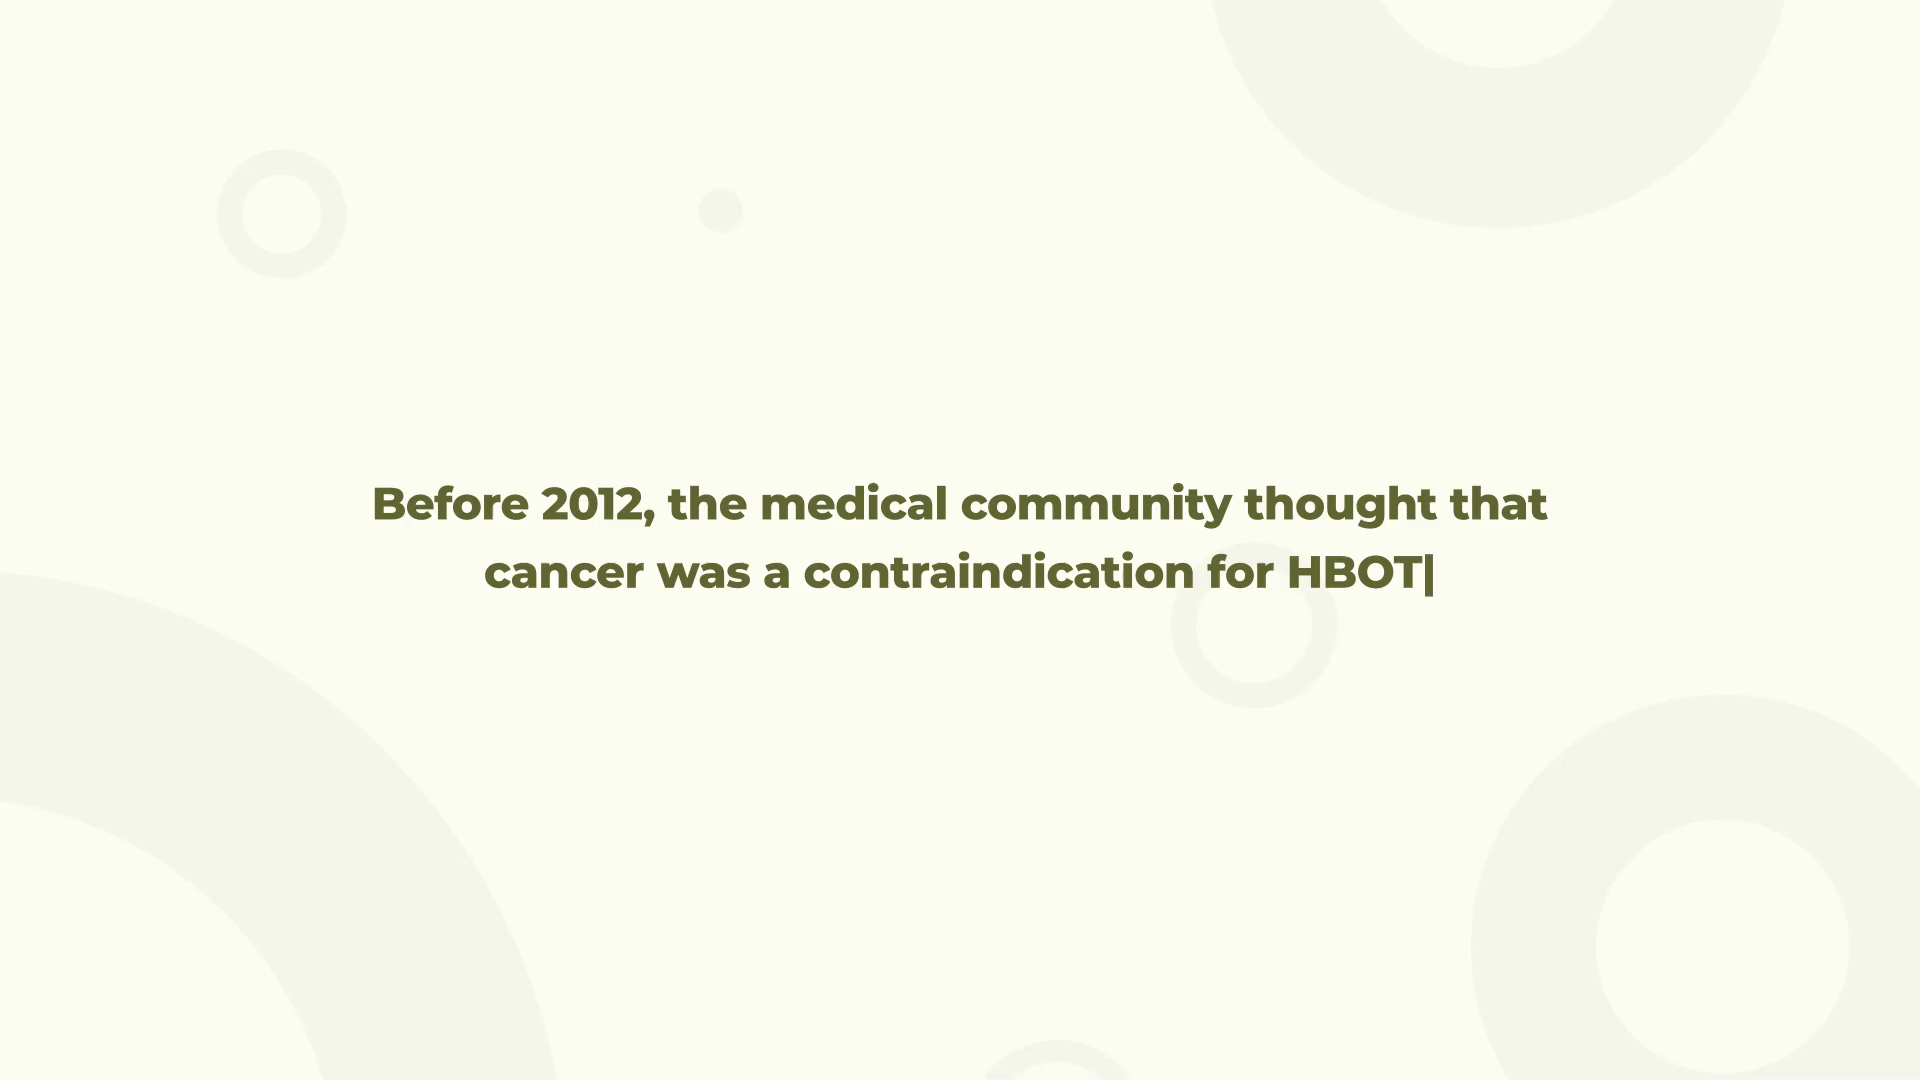 Before 2012, the medical community thought that
cancer was a contraindication for HBOT|